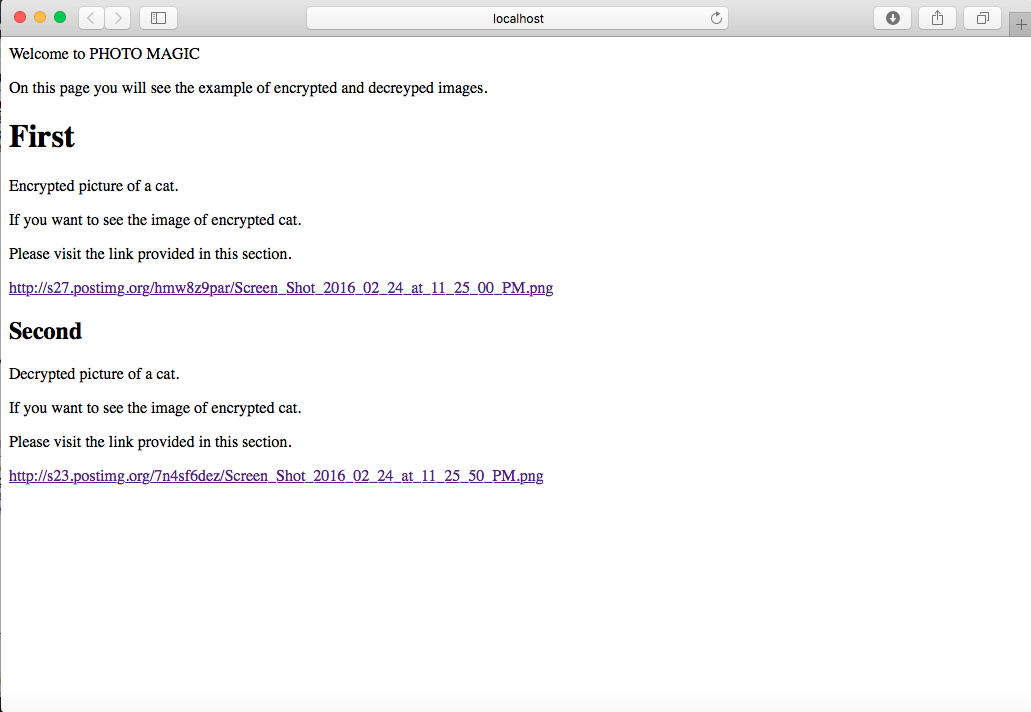 localhost
Welcome to PHOTO MAGIC
On this page you will see the example of encrypted and decreyped images.
First
Encrypted picture of a cat.
If you want to see the image of encrypted cat.
Please visit the link provided in this section.
http://s27.postimg.org/hmw8z9par/Screen_Shot_2016_02_24_at_11_25_00_PM.png
Second
Decrypted picture of a cat.
If you want to see the image of encrypted cat.
Please visit the link provided in this section.
http://s23.postimg.org/7n4sf6dez/Screen_Shot_2016_02_24_at_11_25_50_PM.png